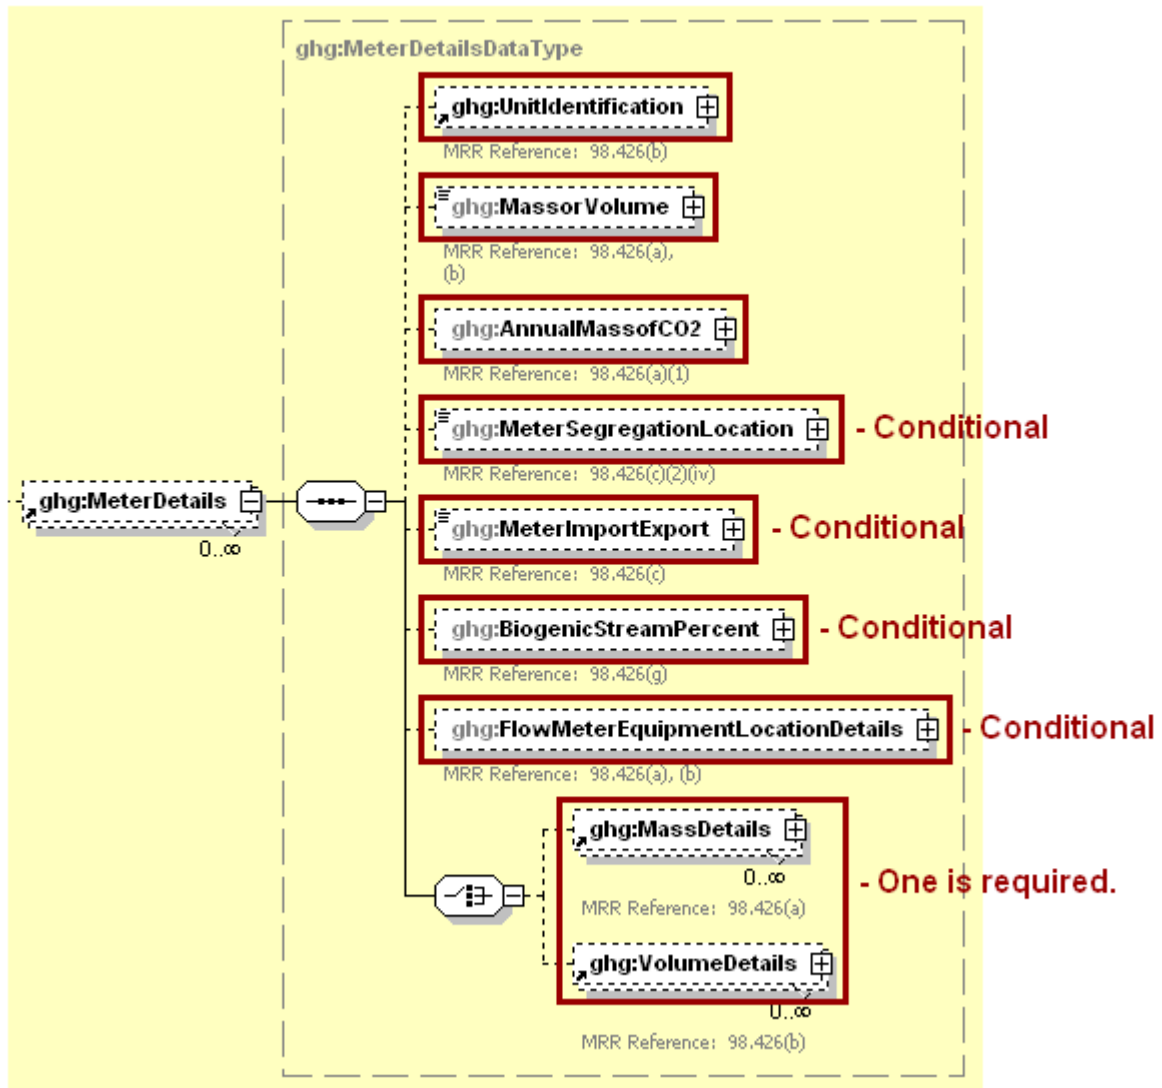 ghg:MeterDetailsDataType
ghg:UnitIdentification
MRR Reference: 98.426(b)
ghg:MassorVolume
MRR Reference: 98.426(a),
(b)
ghg:AnnualMassofCO2
MRR Reference: 98.426(a)(1)
ghg:MeterSegregationLocation - Conditional
MRR Reference: 98.426(c)(2)(iv)
ghg:MeterDetails
0..∞
ghg:MeterImportExport - Conditional
MRR Reference: 98.426(c)
ghg:BiogenicStreamPercent - Conditional
MRR Reference: 98.426(g)
ghg:FlowMeterEquipmentLocationDetails - Conditional
MRR Reference: 98.426(a), (b)
ghg:MassDetails
0..∞
- One is required.
MRR Reference: 98.426(a)
ghg:VolumeDetails
0..∞
MRR Reference: 98.426(b)